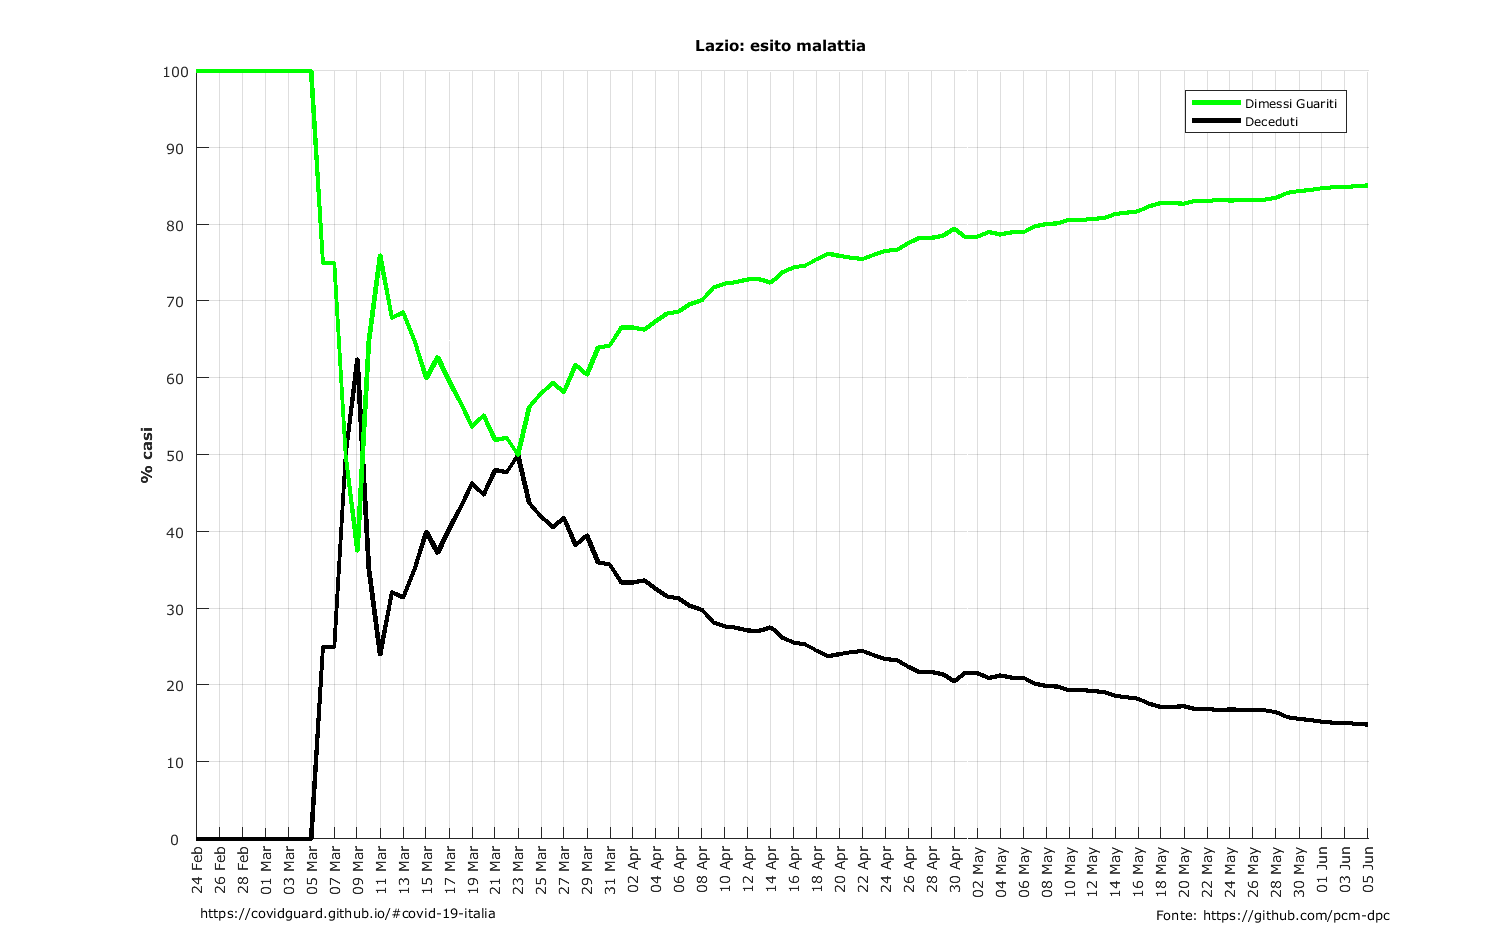 Lazio: esito malattia
100
90
80
70
60
50
40
30
20
10
0
% casi
Dimessi Guariti
Deceduti
24 Feb
26 Feb
28 Feb
01 Mar
03 Mar
05 Mar
07 Mar
09 Mar
11 Mar
13 Mar
15 Mar
17 Mar
19 Mar
21 Mar
23 Mar
25 Mar
27 Mar
29 Mar
31 Mar
02 Apr
04 Apr
06 Apr
08 Apr
10 Apr
12 Apr
14 Apr
16 Apr
18 Apr
20 Apr
22 Apr
24 Apr
26 Apr
28 Apr
30 Apr
02 May
04 May
06 May
08 May
10 May
12 May
14 May
16 May
18 May
20 May
22 May
24 May
26 May
28 May
30 May
01 Jun
03 Jun
05 Jun
https://covidguard.github.io/#covid-19-italia
Fonte: https://github.com/pcm-dpc